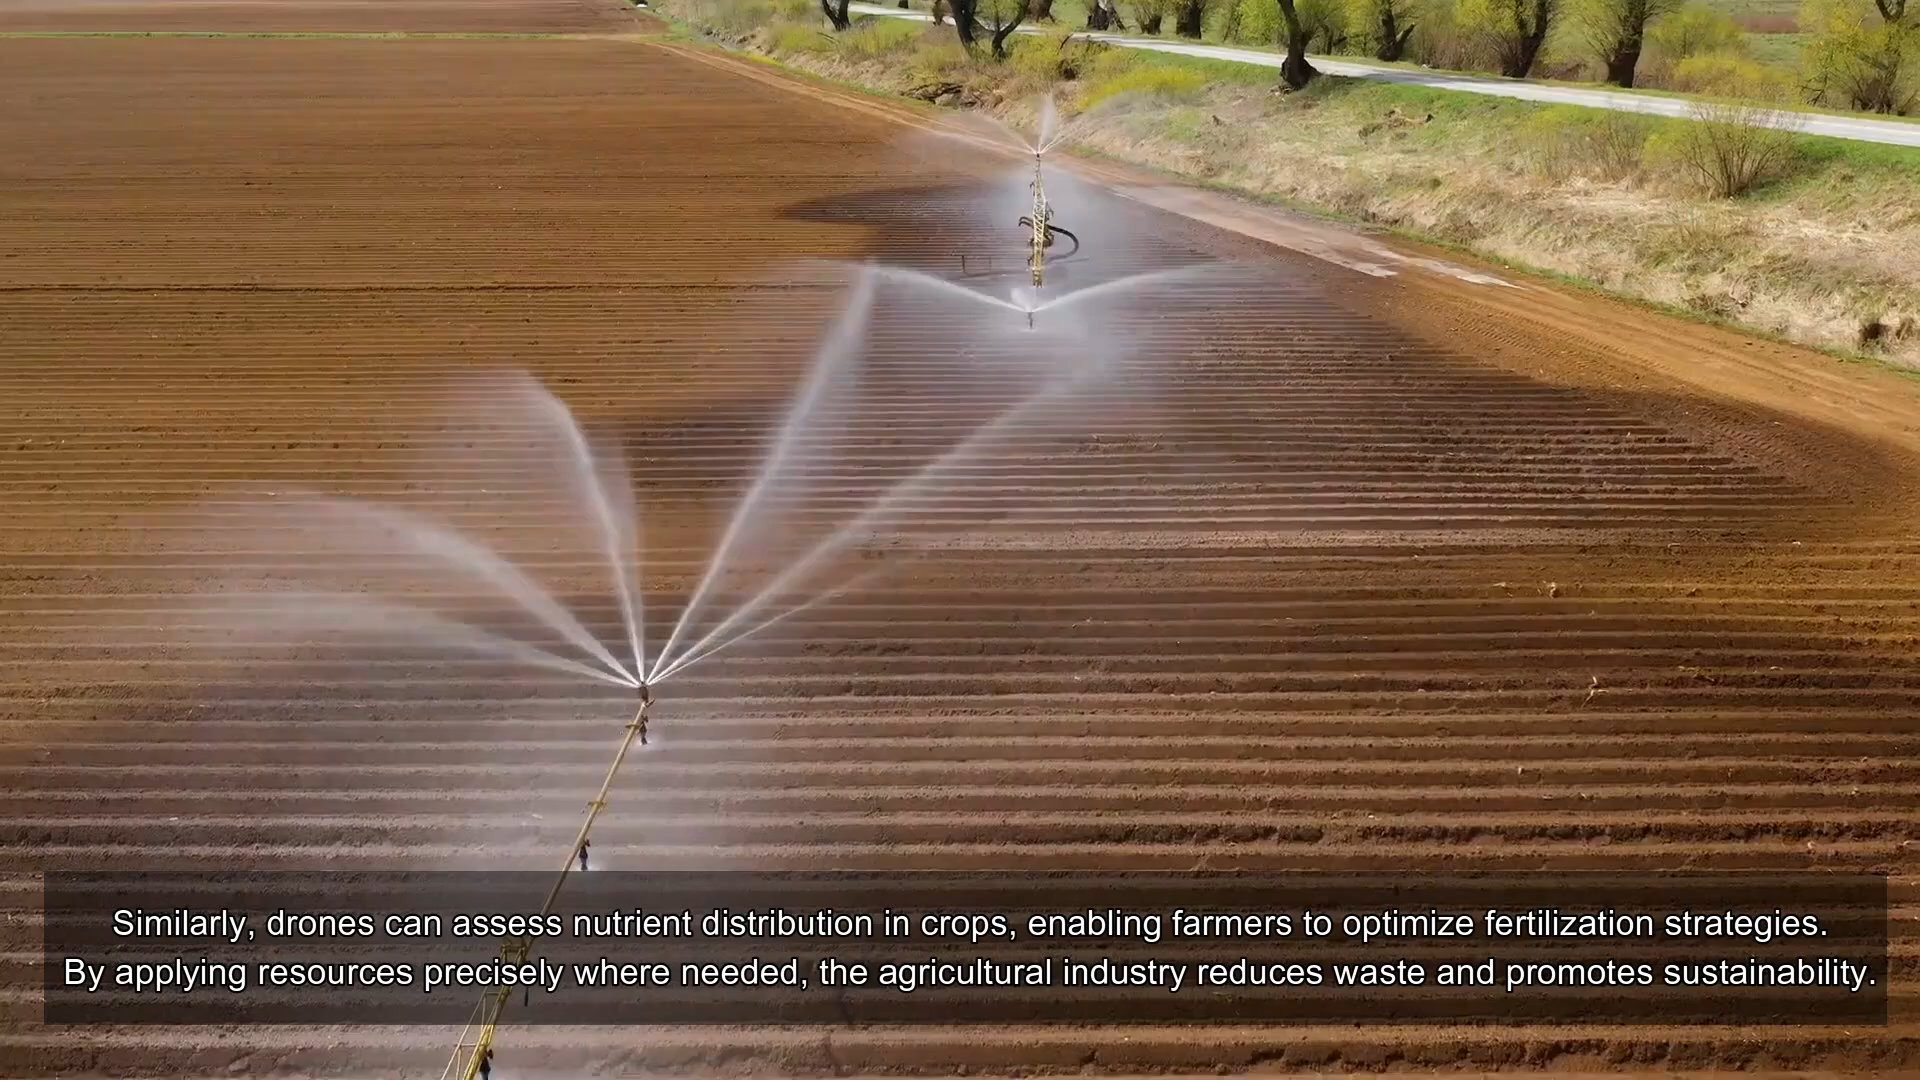 Similarly, drones can assess nutrient distribution in crops, enabling farmers to optimize fertilization strategies.
By applying resources precisely where needed, the agricultural industry reduces waste and promotes sustainability.